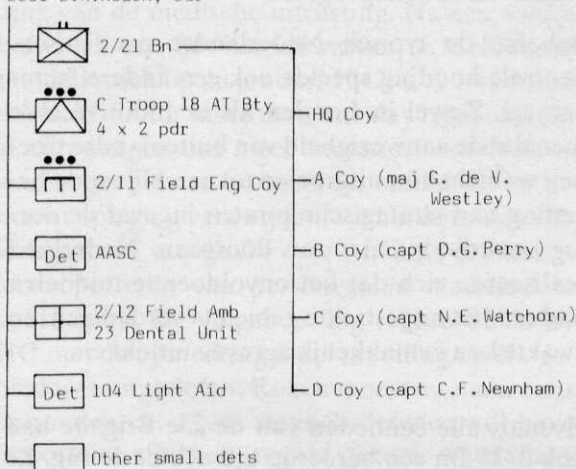 2/21 Bn
C Troop 18 AT Bty
4 x 2 pdr
2/11 Field Eng Coy
Det AASC
2/12 Field Amb
23 Dental Unit
Det 104 Light Aid
Other small dets
HQ Coy
A Coy (maj G. de V.
Westley)
B Coy (capt D.G. Perry)
C Coy (capt N.E. Watchorn)
D Coy (capt C.F. Newnham)